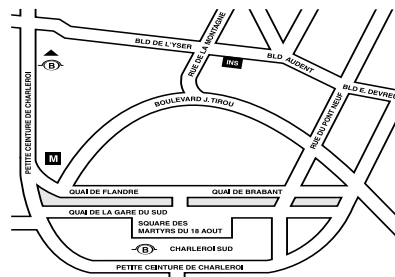 BLD DE L'YSER
RUE DE LA MONTAGNE
INS
BLD AUDENT
BLD E. DEVREU
B
PETITE CEINTURE DE CHARLEROI
BOULEVARD J. TIROU
RUE DU PONT NEUF
M
QUAI DE FLANDRE
QUAI DE BRABANT
QUAI DE LA GARE DU SUD
SQUARE DES
MARTYRS DU 18 AOUT
B
CHARLEROI SUD
PETITE CEINTURE DE CHARLEROI